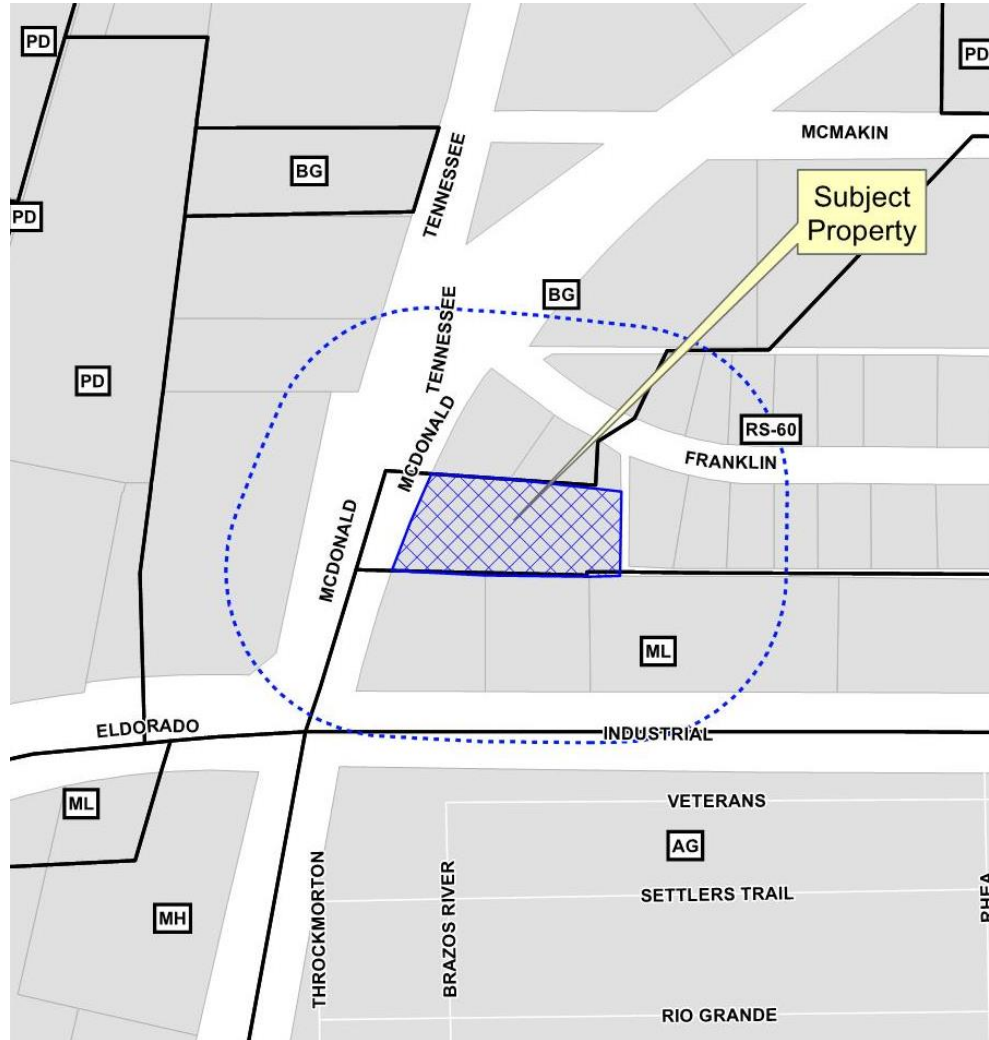 PD
PD
MCMAKIN
BG
TENNESSEE
Subject
Property
PD
BG
TENNESSEE
PD
MCDONALD
RS-60
FRANKLIN
MCDONALD
ML
ELDORADO
INDUSTRIAL
ML
VETERANS
AG
RHEA
SETTLERS TRAIL
MH
THROCKMORTON
BRAZOS RIVER
RIO GRANDE